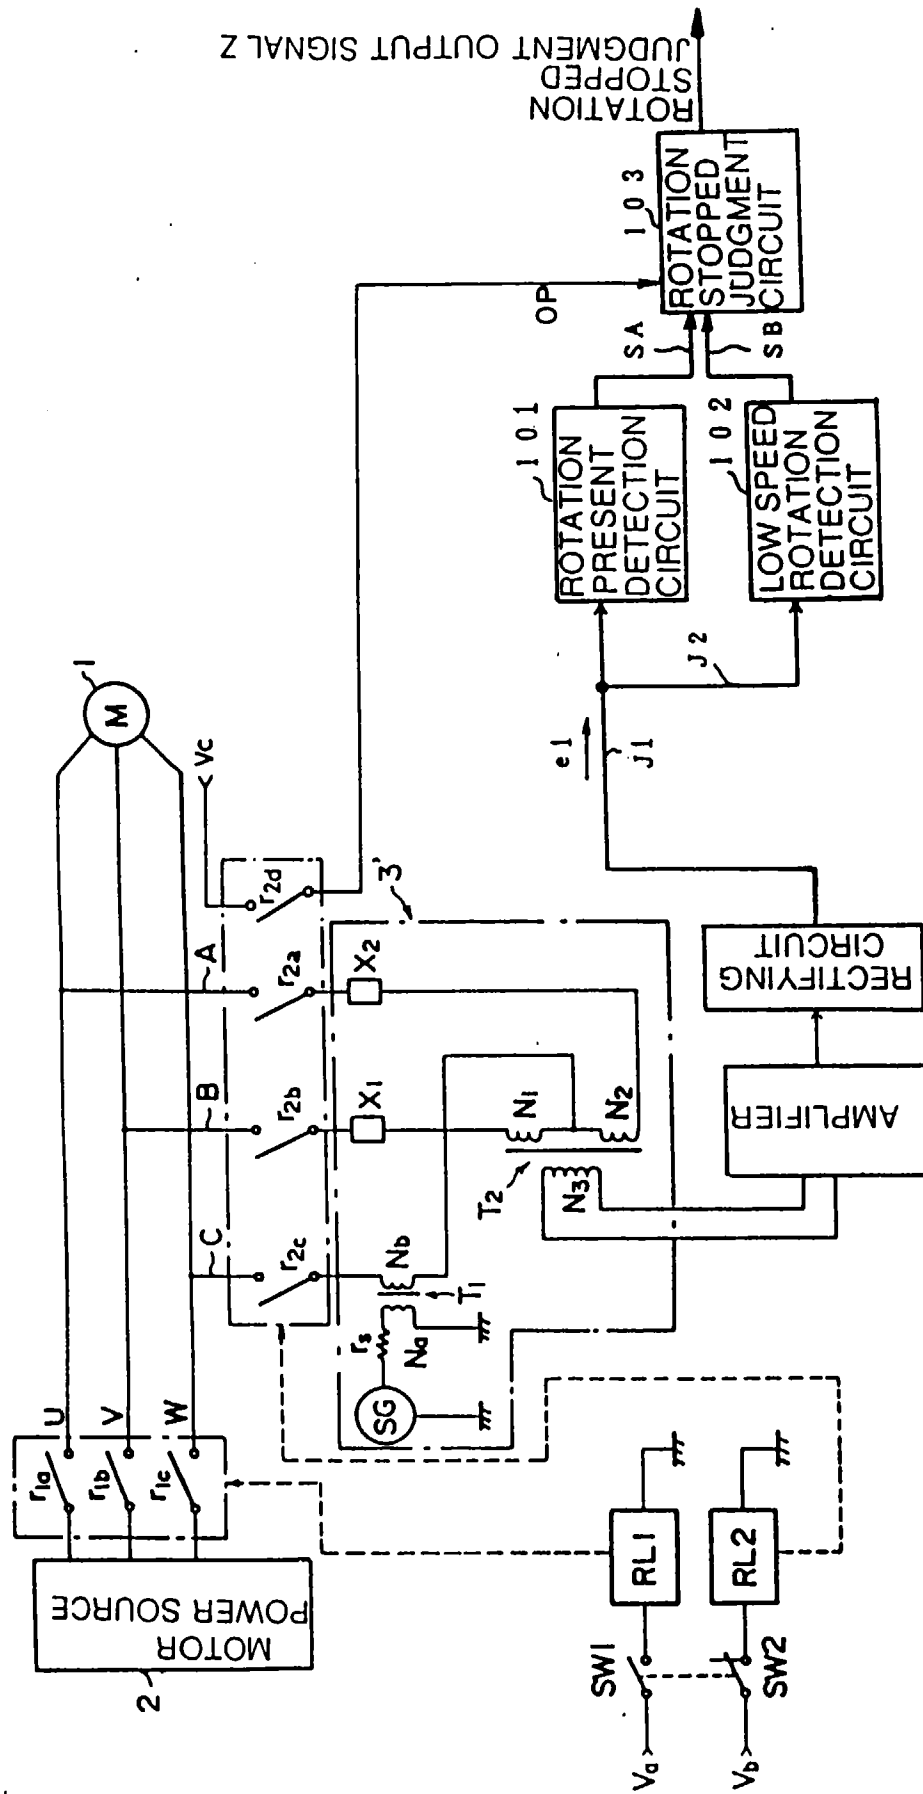 MOTOR
POWER SOURCE
2
r1a
r1b
r1c
U
V
W
1
M
A
B
C
Vc
r2d
r2a
r2b
r2c
3
X2
X1
N1
N2
N3
T2
Nb
Na
T1
rs
SG
SW1
SW2
Va
Vb
RL1
RL2
AMPLIFIER
RECTIFYING
CIRCUIT
e1
J1
J2
101
ROTATION
PRESENT
DETECTION
CIRCUIT
102
LOW SPEED
ROTATION
DETECTION
CIRCUIT
SA
SB
OP
103
ROTATION
STOPPED
JUDGMENT
CIRCUIT
ROTATION
STOPPED
JUDGMENT OUTPUT SIGNAL Z